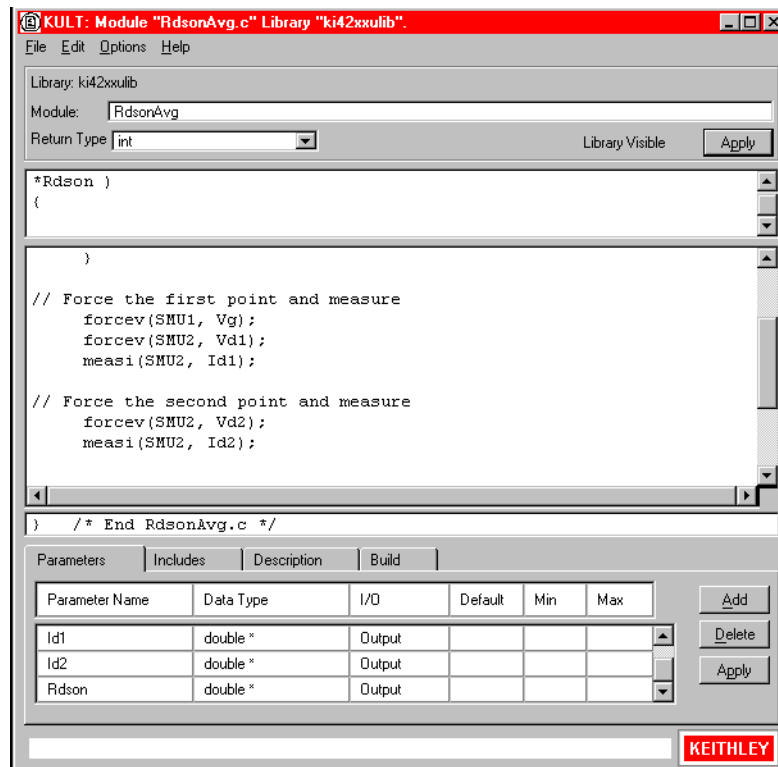 KULT: Module "RdsonAvg.c" Library "ki42xxulib".
File Edit Options Help
Library: ki42xxulib
Module: RdsonAvg
Return Type int Library Visible Apply
*Rdson )
{
}
// Force the first point and measure
forcev(SMU1, Vg);
forcev(SMU2, Vd1);
measi(SMU2, Id1);
// Force the second point and measure
forcev(SMU2, Vd2);
measi(SMU2, Id2);
} /* End RdsonAvg.c */
Parameters Includes Description Build
Parameter Name Data Type I/O Default Min Max Add
Id1 double * Output Delete
Id2 double * Output Apply
Rdson double * Output
KEITHLEY